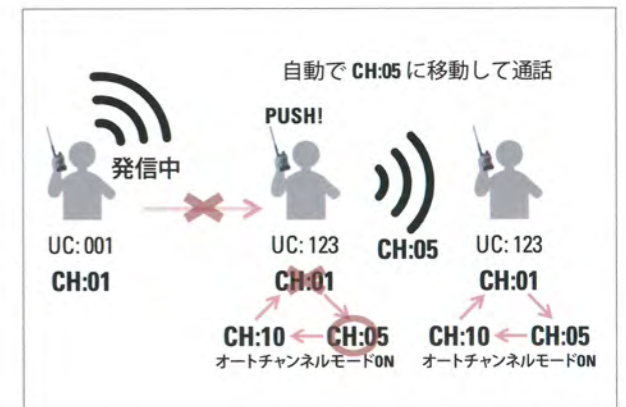 自動で CH:05 に移動して通話
PUSH!
発信中
UC: 001
CH:01
UC: 123
CH:01
CH:05
UC: 123
CH:01
CH:10
CH:05
オートチャンネルモードON
CH:10
CH:05
オートチャンネルモードON